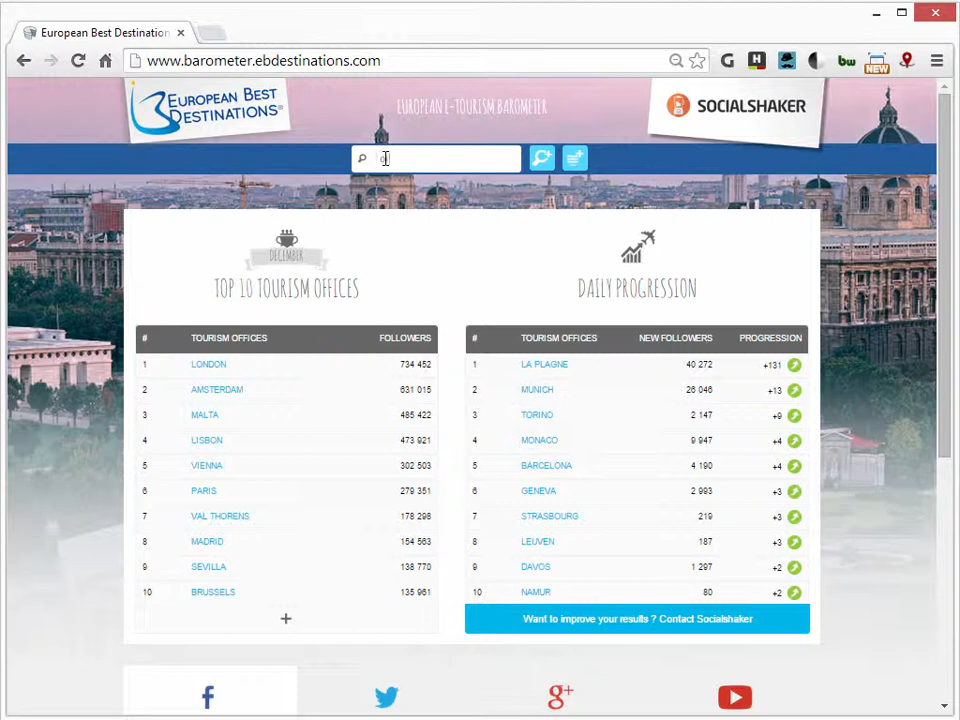 European Best Destination
www.barometer.ebdestinations.com
G H bw NEW
EUROPEAN BEST
DESTINATIONS®
EUROPEAN E-TOURISM BAROMETER
SOCIALSHAKER
DECEMBER
TOP 10 TOURISM OFFICES
DAILY PROGRESSION
# TOURISM OFFICES FOLLOWERS
1 LONDON 734 452
2 AMSTERDAM 631 015
3 MALTA 485 422
4 LISBON 473 921
5 VIENNA 302 503
6 PARIS 279 351
7 VAL THORENS 178 298
8 MADRID 154 563
9 SEVILLA 138 770
10 BRUSSELS 135 961
+
# TOURISM OFFICES NEW FOLLOWERS PROGRESSION
1 LA PLAGNE 40 272 +131
2 MUNICH 26 046 +13
3 TORINO 2 147 +9
4 MONACO 9 947 +4
5 BARCELONA 4 190 +4
6 GENEVA 2 993 +3
7 STRASBOURG 219 +3
8 LEUVEN 187 +3
9 DAVOS 1 297 +2
10 NAMUR 80 +2
Want to improve your results ? Contact Socialshaker
f g+